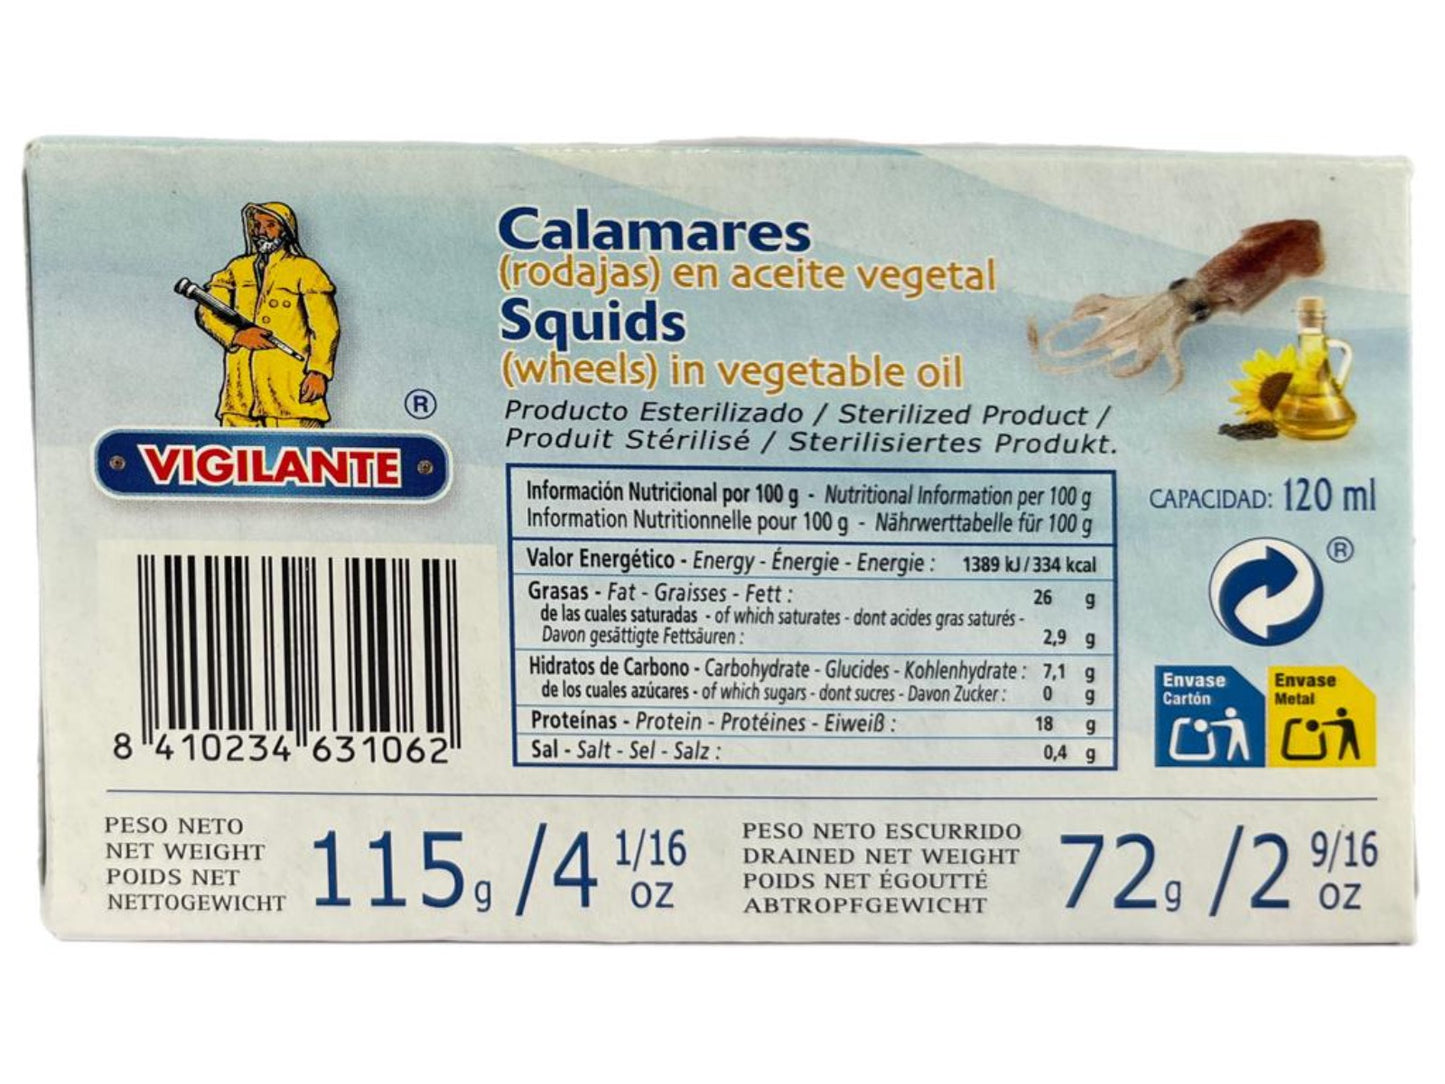 Calamares
(rodajas) en aceite vegetal
Squids
(wheels) in vegetable oil
Producto Esterilizado / Sterilized Product /
Produit Stérilisé / Sterilisiertes Produkt.
®
VIGILANTE
Información Nutricional por 100 g - Nutritional Information per 100 g
Information Nutritionnelle pour 100 g - Nährwerttabelle für 100 g
Valor Energético - Energy - Énergie - Energie : 1389 kJ / 334 kcal
Grasas - Fat - Graisses - Fett : 26 g
de las cuales saturadas - of which saturates - dont acides gras saturés -
Davon gesättigte Fettsäuren : 2,9 g
Hidratos de Carbono - Carbohydrate - Glucides - Kohlenhydrate : 7,1 g
de los cuales azúcares - of which sugars - dont sucres - Davon Zucker : 0 g
Proteínas - Protein - Protéines - Eiweiß : 18 g
Sal - Salt - Sel - Salz : 0,4 g
CAPACIDAD: 120 ml
®
Envase
Cartón
Envase
Metal
8 410234 631062
PESO NETO
NET WEIGHT
POIDS NET
NETTOGEWICHT
115g / 4 1/16 oz
PESO NETO ESCURRIDO
DRAINED NET WEIGHT
POIDS NET ÉGOUTTÉ
ABTROPFGEWICHT
72g / 2 9/16 oz